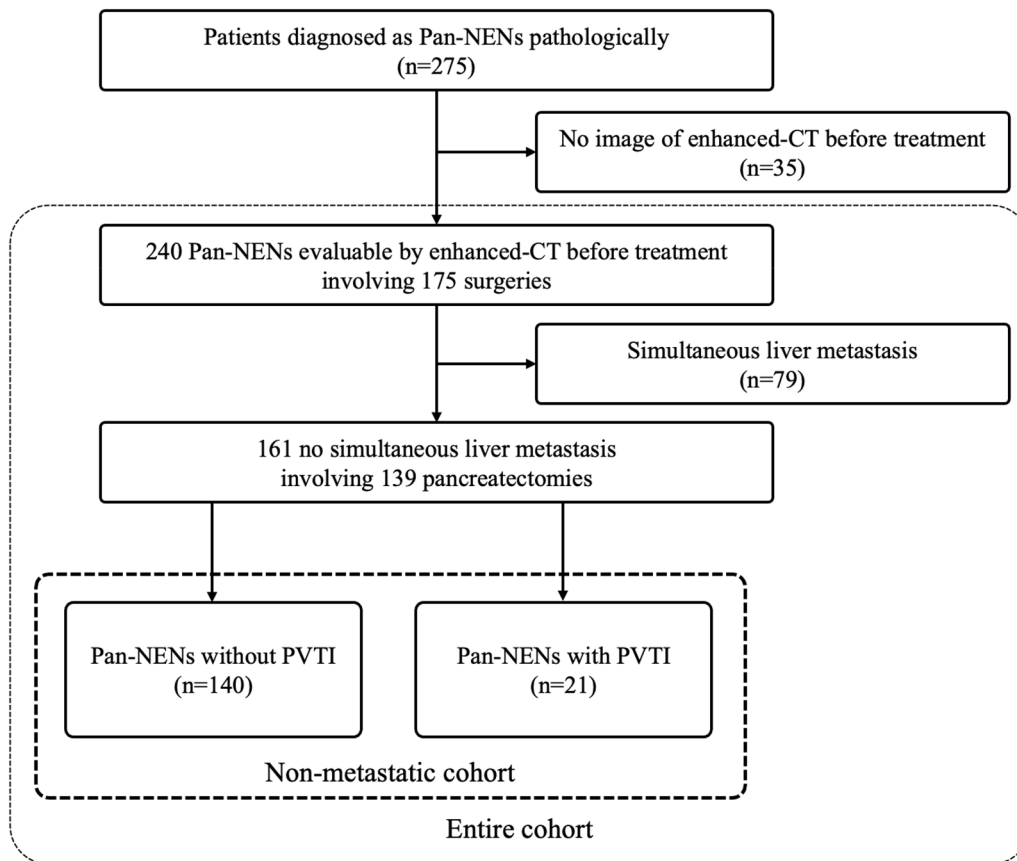 Patients diagnosed as Pan-NENs pathologically
(n=275)
No image of enhanced-CT before treatment
(n=35)
240 Pan-NENs evaluable by enhanced-CT before treatment
involving 175 surgeries
Simultaneous liver metastasis
(n=79)
161 no simultaneous liver metastasis
involving 139 pancreatectomies
Pan-NENs without PVTI
(n=140)
Pan-NENs with PVTI
(n=21)
Non-metastatic cohort
Entire cohort